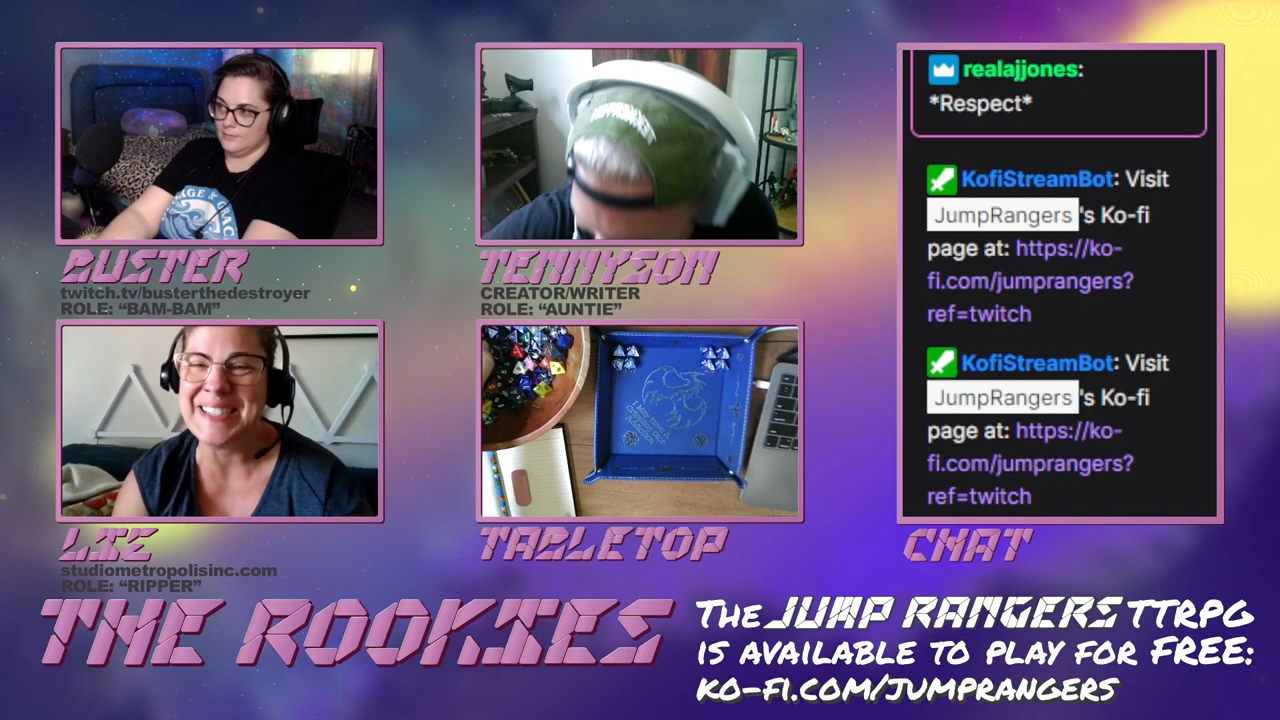 BUSTER
twitch.tv/busterthedestroyer
ROLE: “BAM-BAM”
TENNYSON
CREATOR/WRITER
ROLE: “AUNTIE”
LIZ
studiometropolisinc.com
ROLE: “RIPPER”
TABLETOP
realajjones:
*Respect*
KofiStreamBot: Visit
JumpRangers 's Ko-fi
page at: https://ko-
fi.com/jumprangers?
ref=twitch
KofiStreamBot: Visit
JumpRangers 's Ko-fi
page at: https://ko-
fi.com/jumprangers?
ref=twitch
CHAT
THE ROOKIES
THE JUMP RANGERS TTRPG
IS AVAILABLE TO PLAY FOR FREE:
KO-FI.COM/JUMPRANGERS